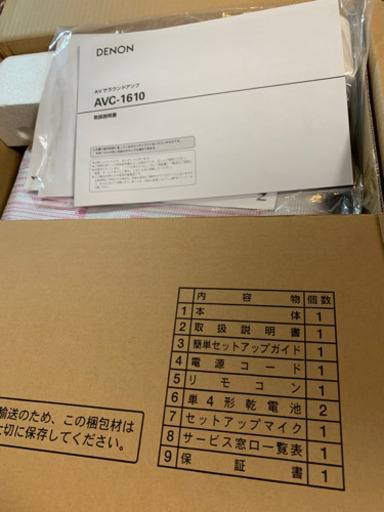 DENON
AVサラウンドアンプ
AVC-1610
取扱説明書
内容物 個数
1 本体 1
2 取扱説明書 1
3 簡単セットアップガイド 1
4 電源コード 1
5 リモコン 1
6 単4形乾電池 2
7 セットアップマイク 1
8 サービス窓口一覧表 1
9 保証書 1
輸送のため、この梱包材は
切に保存してください。